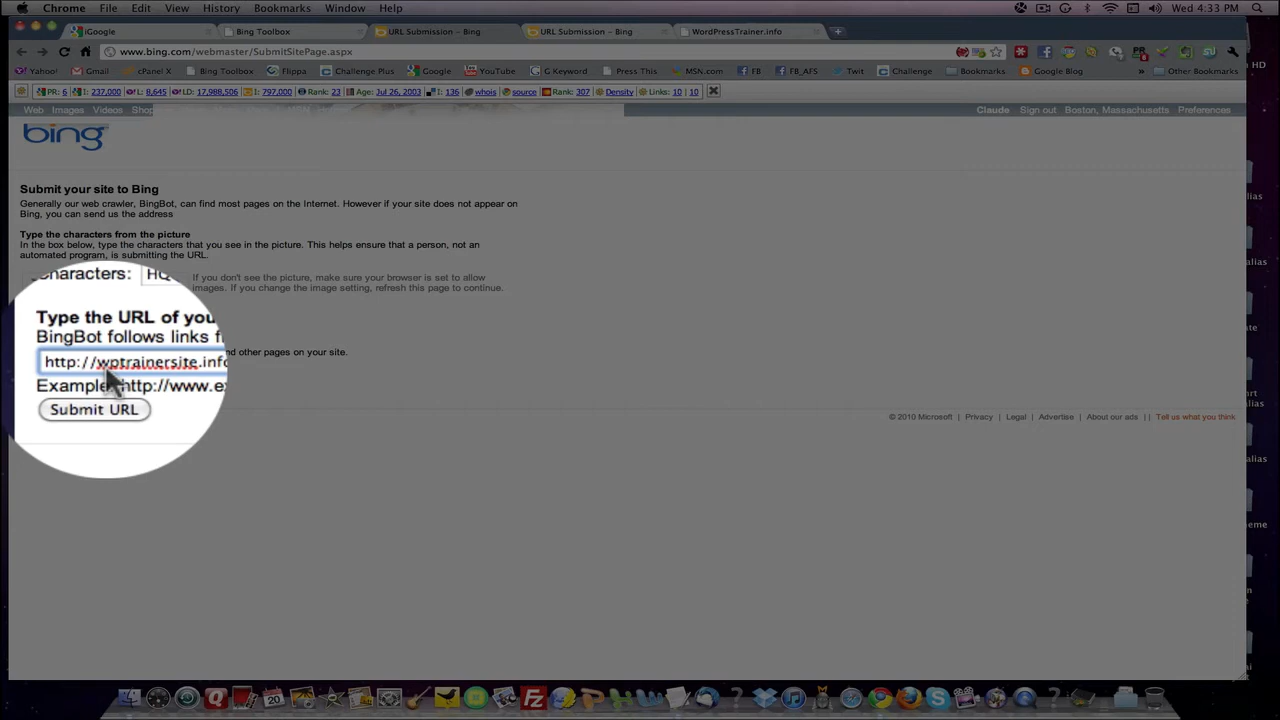 Chrome File Edit View History Bookmarks Window Help Wed 4:33 PM
iGoogle Bing Toolbox URL Submission – Bing URL Submission – Bing WordPressTrainer.info
www.bing.com/webmaster/SubmitSitePage.aspx
Yahoo! Gmail cPanel X Bing Toolbox Flippa Challenge Plus Google YouTube G Keyword Press This MSN.com FB FB_AFS Twit Challenge Bookmarks Google Blog » Other Bookmarks
PR: 6 I: 237,000 L: 8,645 LD: 17,988,506 I: 797,000 Rank: 23 Age: Jul 26, 2003 I: 136 whois source Rank: 307 Density Links: 10 | 10
Web Images Videos Claude Sign out Boston, Massachusetts Preferences
bing
Submit your site to Bing
Generally our web crawler, BingBot, can find most pages on the Internet. However if your site does not appear on
Bing, you can send us the address
Type the characters from the picture
In the box below, type the characters that you see in the picture. This helps ensure that a person, not an
automated program, is submitting the URL.
Characters: HQ If you don't see the picture, make sure your browser is set to allow
images. If you change the image setting, refresh this page to continue.
Type the URL of you
BingBot follows links f
nd other pages on your site.
http://wptrainersite.info
Example: http://www.e
Submit URL
© 2010 Microsoft | Privacy | Legal | Advertise | About our ads | | Tell us what you think